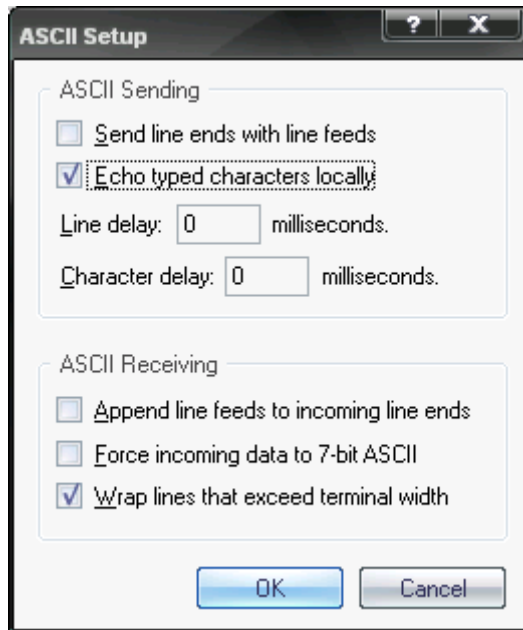 ASCII Setup
? X
ASCII Sending
Send line ends with line feeds
Echo typed characters locally
Line delay: 0 milliseconds.
Character delay: 0 milliseconds.
ASCII Receiving
Append line feeds to incoming line ends
Force incoming data to 7-bit ASCII
Wrap lines that exceed terminal width
OK Cancel